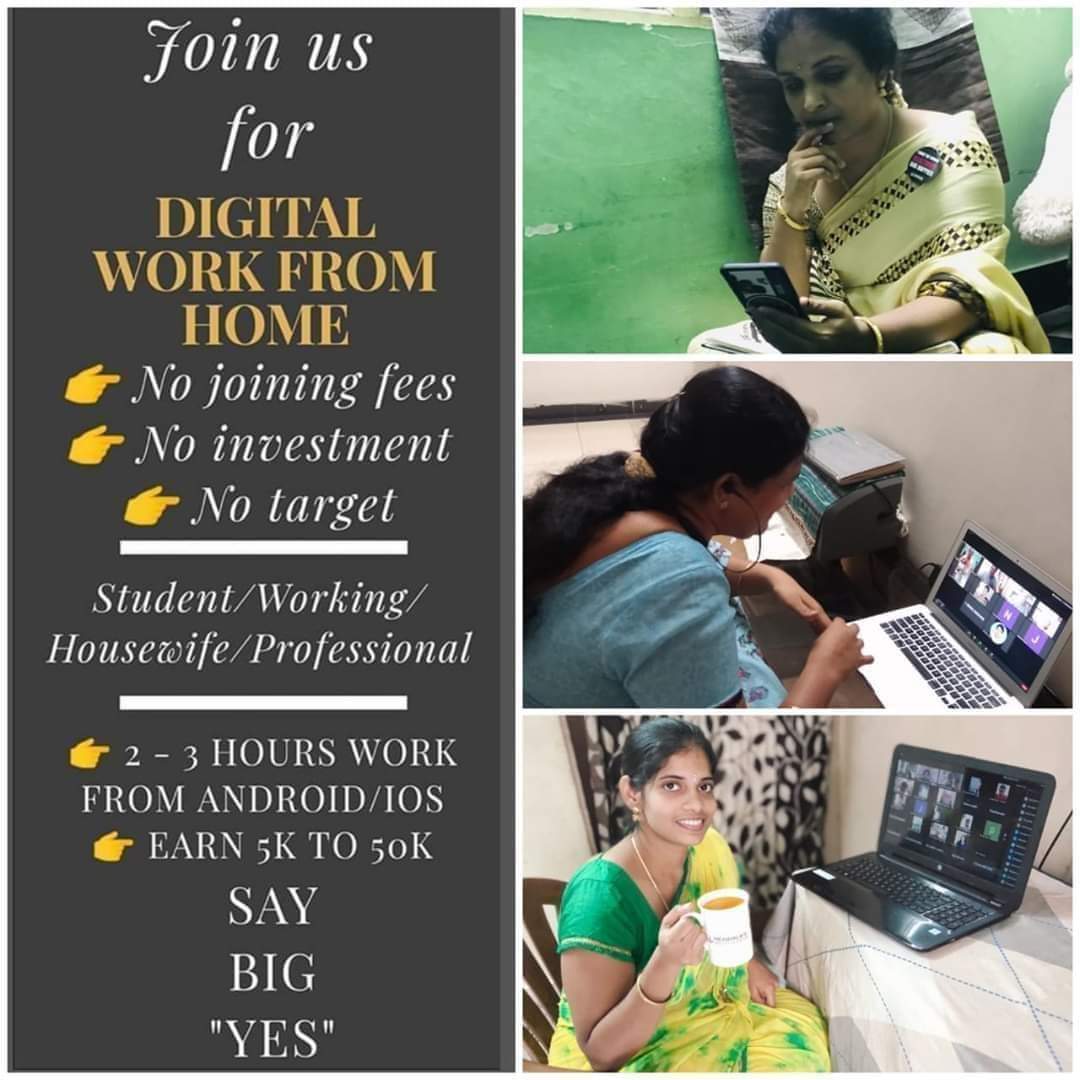 Join us
for
DIGITAL
WORK FROM
HOME
👉 No joining fees
👉 No investment
👉 No target
Student/Working/
Housewife/Professional
👉 2 - 3 HOURS WORK
FROM ANDROID/IOS
👉 EARN 5K TO 50K
SAY
BIG
"YES"
N
J